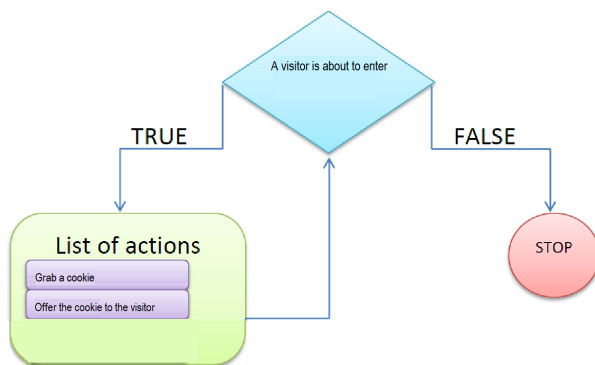 A visitor is about to enter
TRUE
FALSE
List of actions
Grab a cookie
Offer the cookie to the visitor
STOP